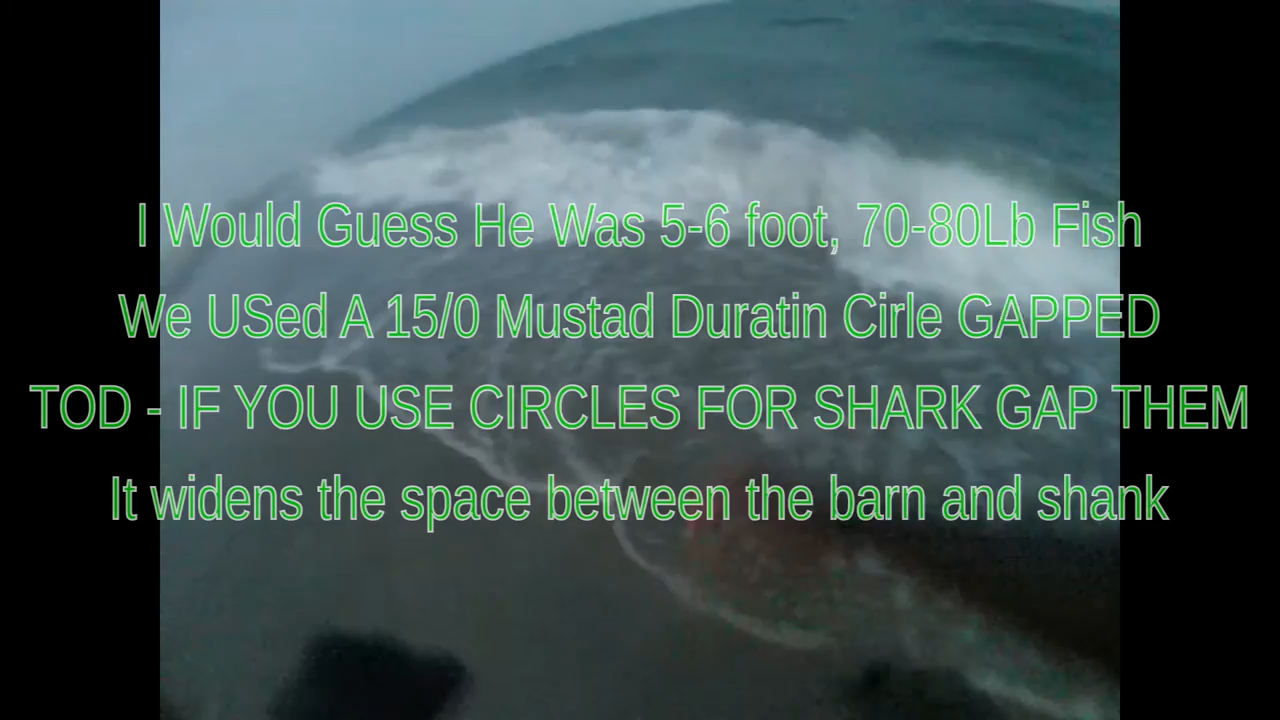 I Would Guess He Was 5-6 foot, 70-80Lb Fish
We USed A 15/0 Mustad Duratin Cirle GAPPED
TOD - IF YOU USE CIRCLES FOR SHARK GAP THEM
It widens the space between the barn and shank